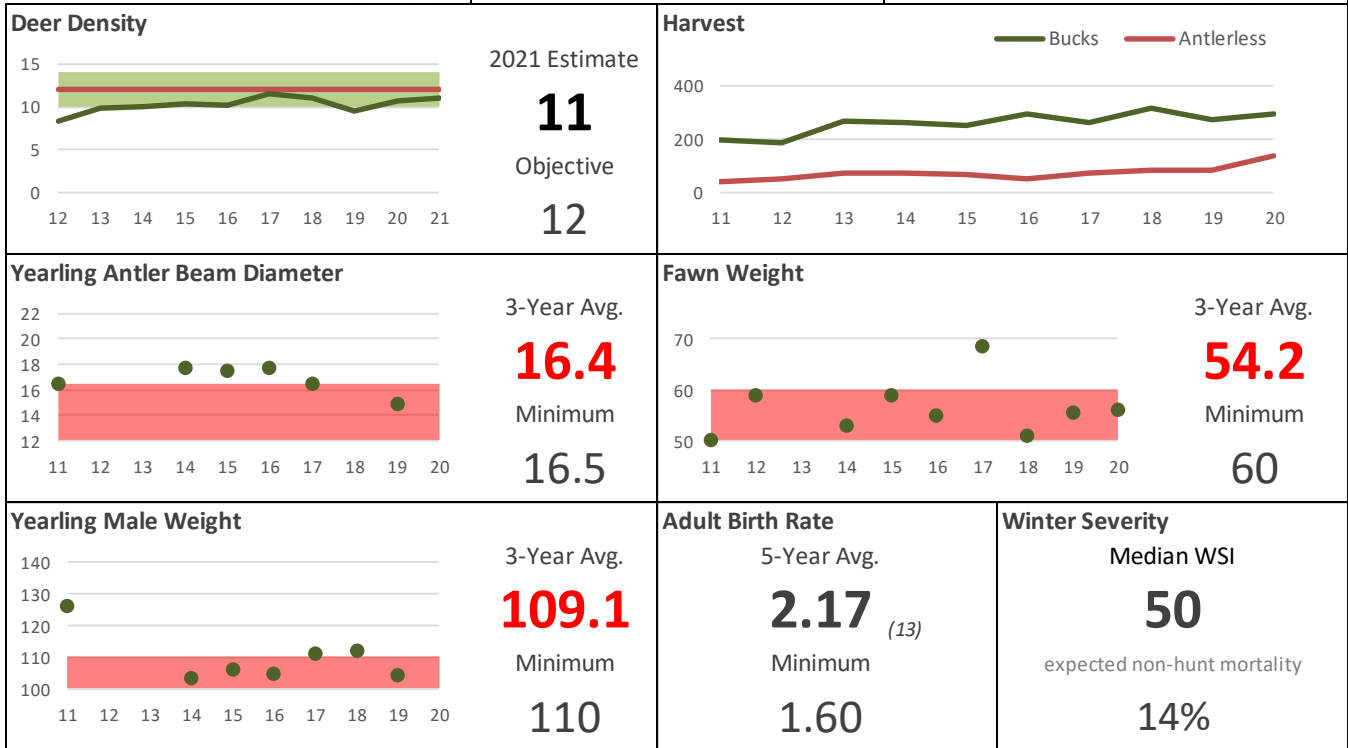 Deer Density
15
10
5
0
12 13 14 15 16 17 18 19 20 21
2021 Estimate
11
Objective
12
Harvest
Bucks Antlerless
400
200
0
11 12 13 14 15 16 17 18 19 20
Yearling Antler Beam Diameter
22
20
18
16
14
12
11 12 13 14 15 16 17 18 19 20
3-Year Avg.
16.4
Minimum
16.5
Fawn Weight
70
60
50
11 12 13 14 15 16 17 18 19 20
3-Year Avg.
54.2
Minimum
60
Yearling Male Weight
140
130
120
110
100
11 12 13 14 15 16 17 18 19 20
3-Year Avg.
109.1
Minimum
110
Adult Birth Rate
5-Year Avg.
2.17 (13)
Minimum
1.60
Winter Severity
Median WSI
50
expected non-hunt mortality
14%